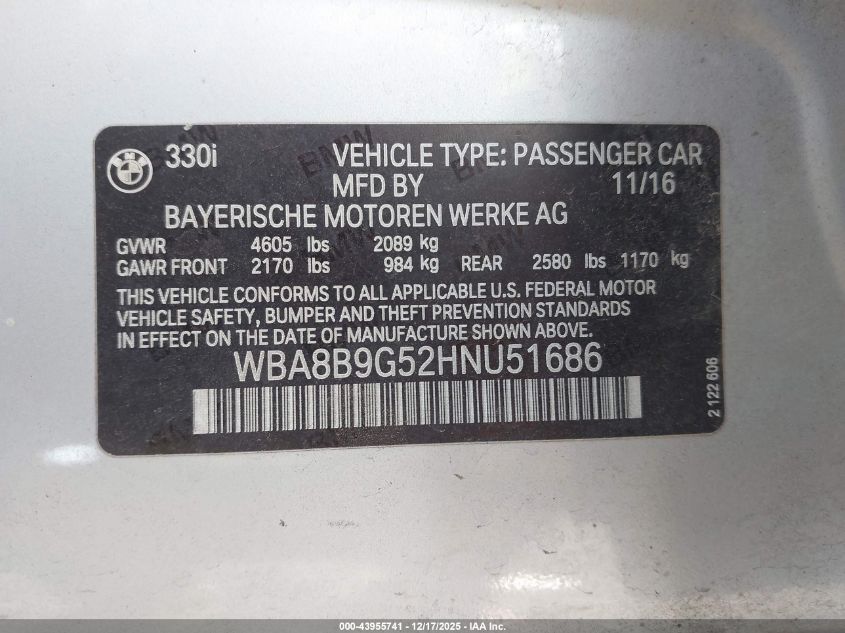 330i VEHICLE TYPE: PASSENGER CAR
MFD BY 11/16
BAYERISCHE MOTOREN WERKE AG
GVWR 4605 lbs 2089 kg
GAWR FRONT 2170 lbs 984 kg REAR 2580 lbs 1170 kg
THIS VEHICLE CONFORMS TO ALL APPLICABLE U.S. FEDERAL MOTOR
VEHICLE SAFETY, BUMPER AND THEFT PREVENTION STANDARDS
IN EFFECT ON THE DATE OF MANUFACTURE SHOWN ABOVE.
WBA8B9G52HNU51686
2 122 606
000-43955741 - 12/17/2025 - IAA Inc.